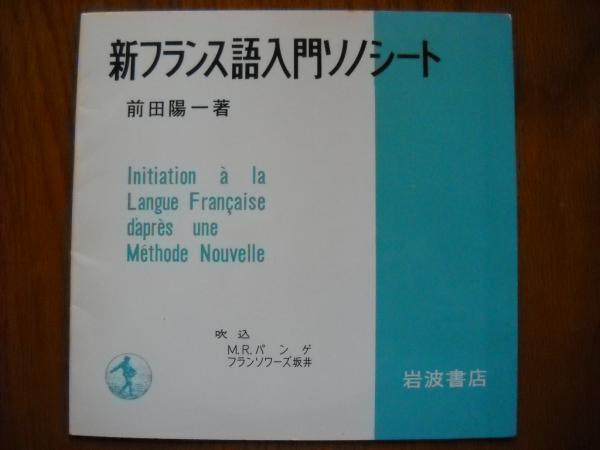 新フランス語入門ソノシート
前田陽一著
Initiation à la
Langue Française
d'après une
Méthode Nouvelle
吹込
M.R.パンゲ
フランソワーズ坂井
岩波書店